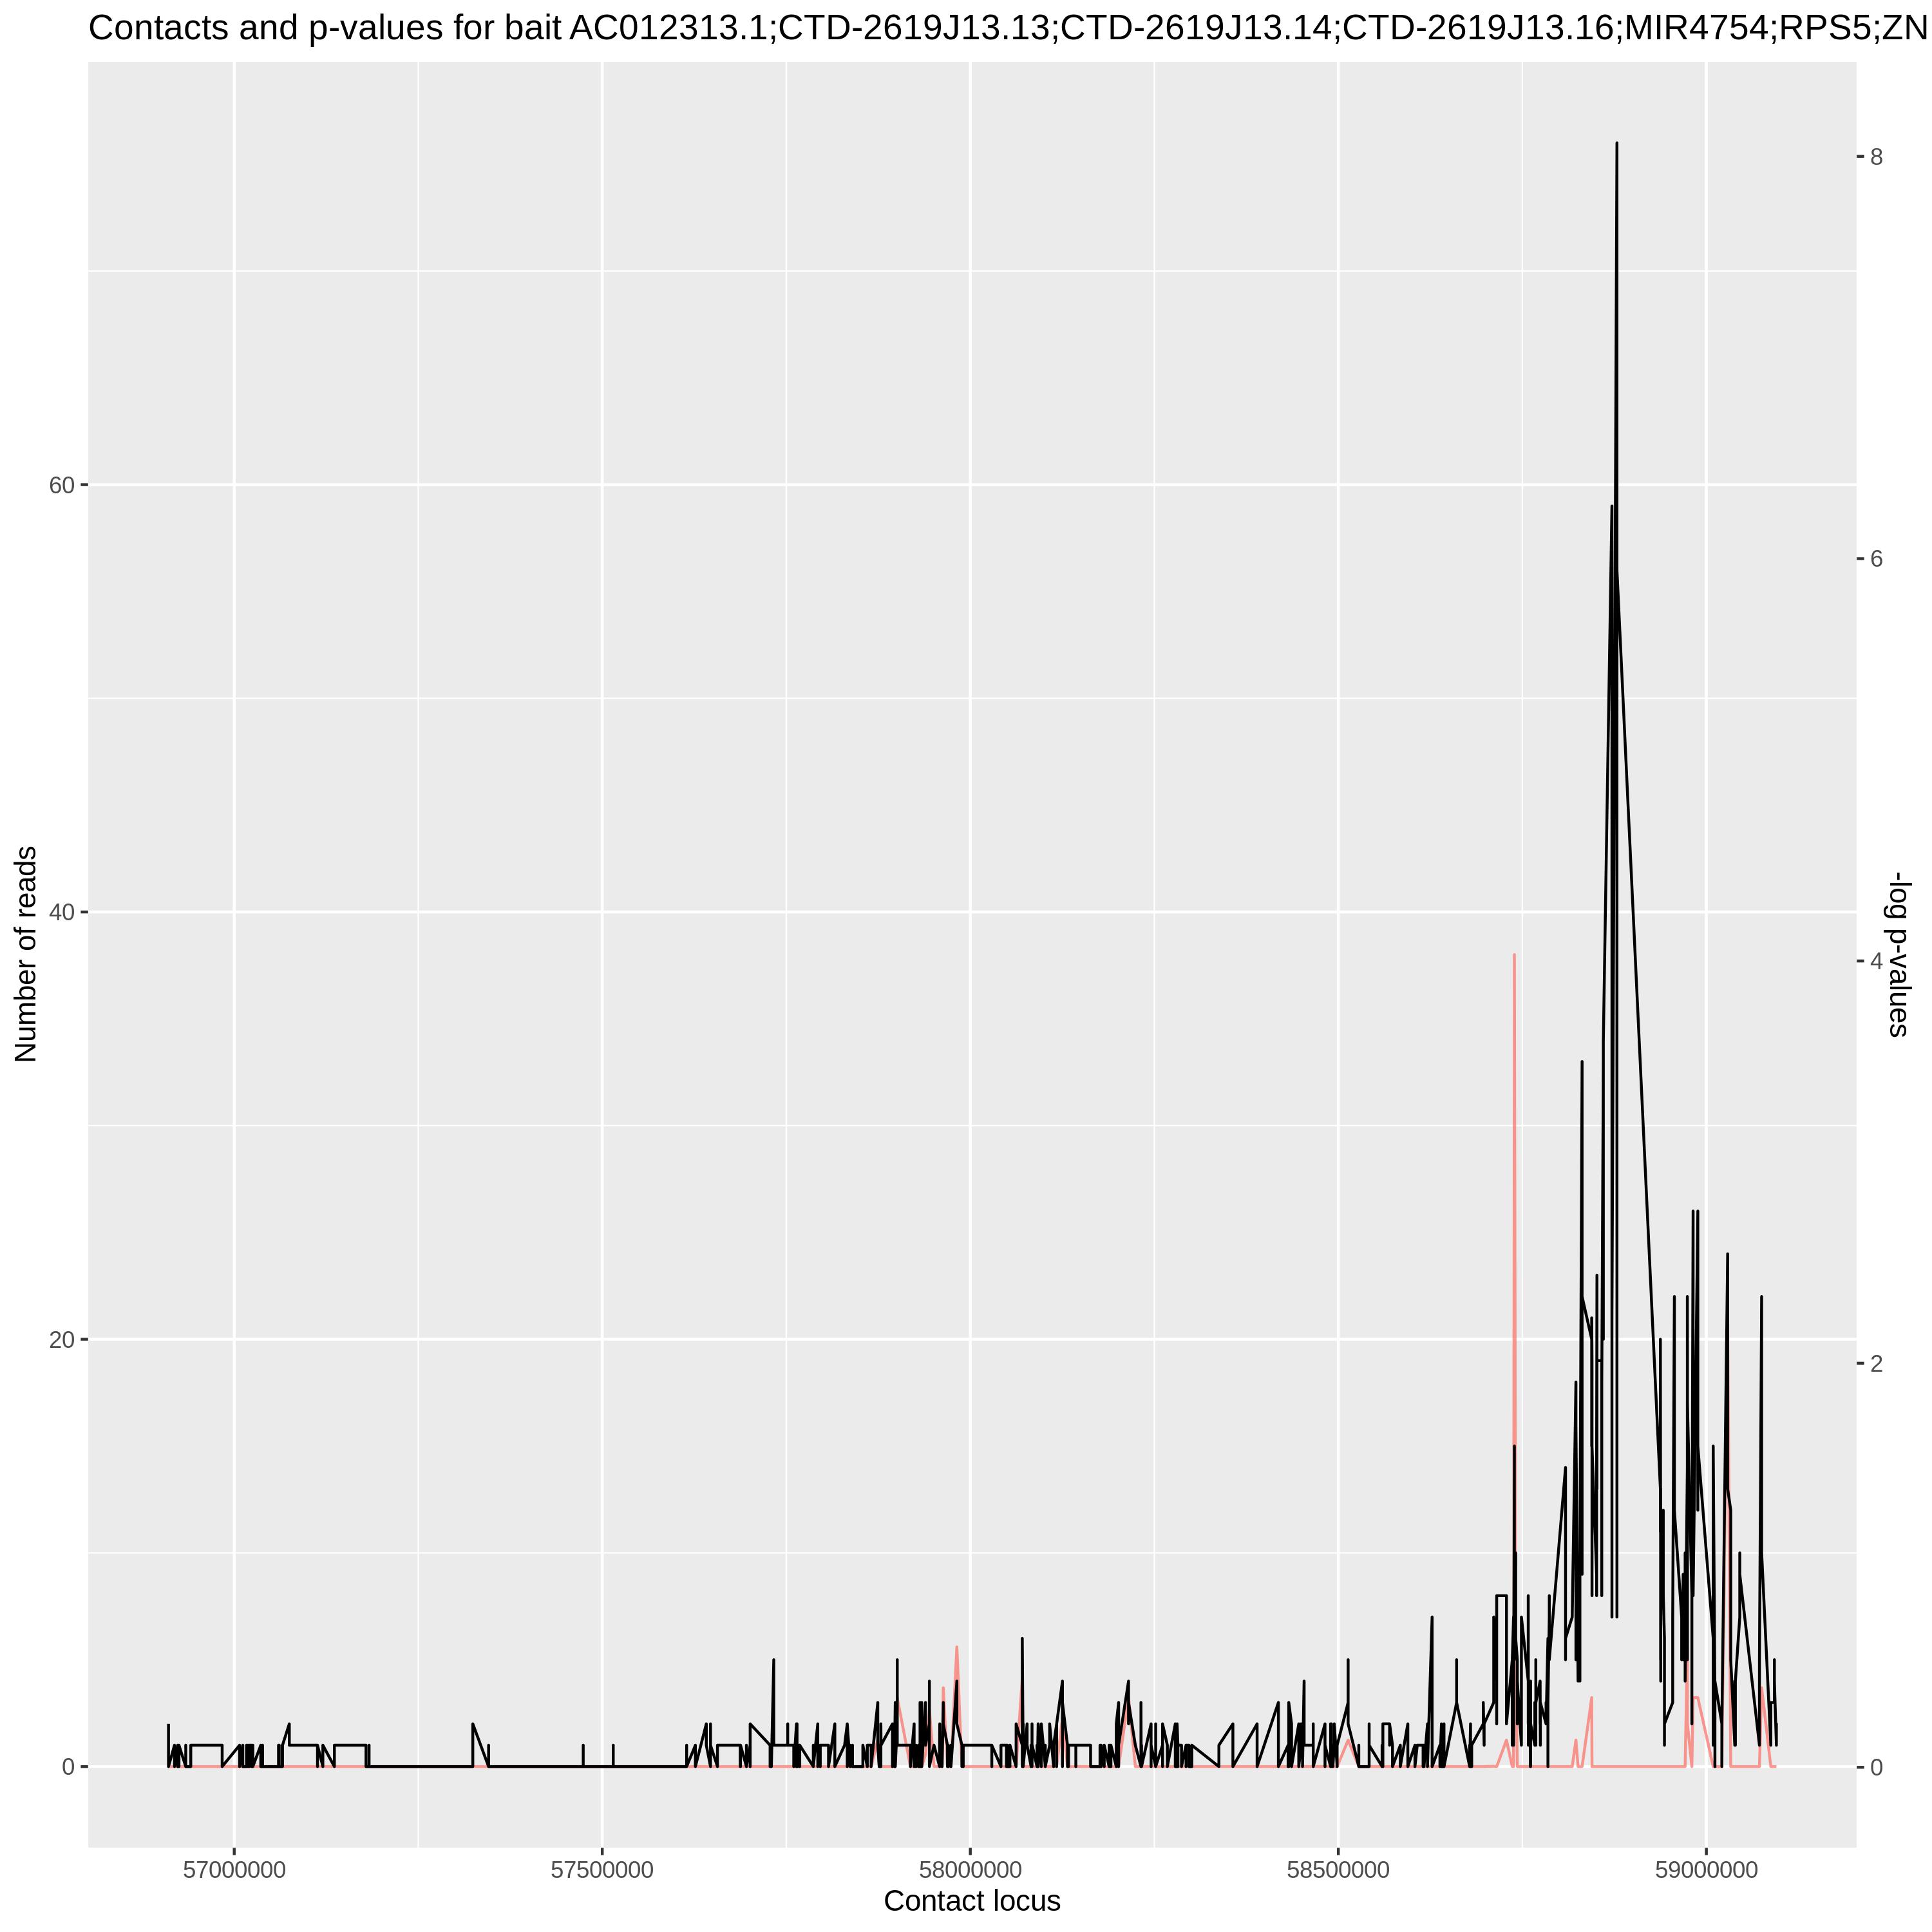 Contacts and p-values for bait AC012313.1;CTD-2619J13.13;CTD-2619J13.14;CTD-2619J13.16;MIR4754;RPS5;ZN
8
60
6
40
4
20
2
0
0
Number of reads
-log p-values
57000000 57500000 58000000 58500000 59000000
Contact locus